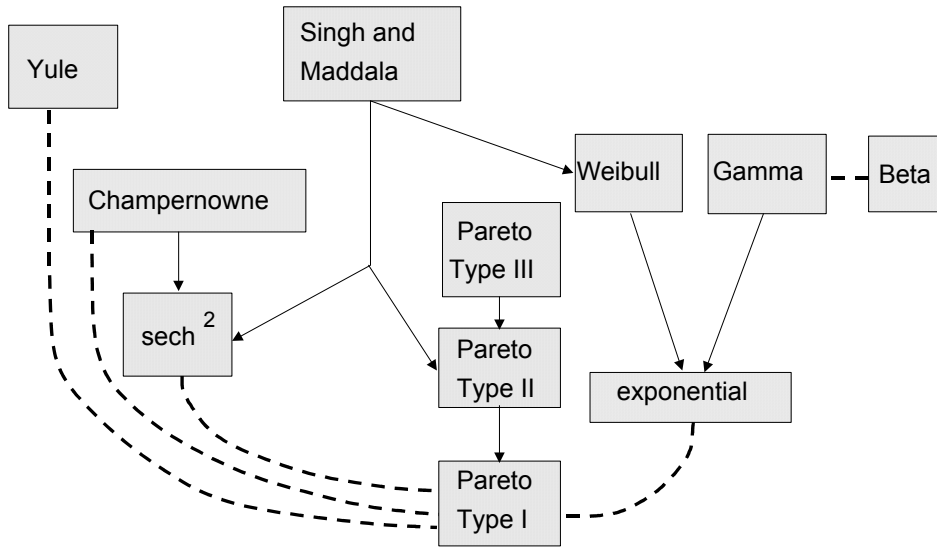 Yule
Singh and
Maddala
Champernowne
Weibull
Gamma
Beta
Pareto
Type III
sech 2
Pareto
Type II
exponential
Pareto
Type I